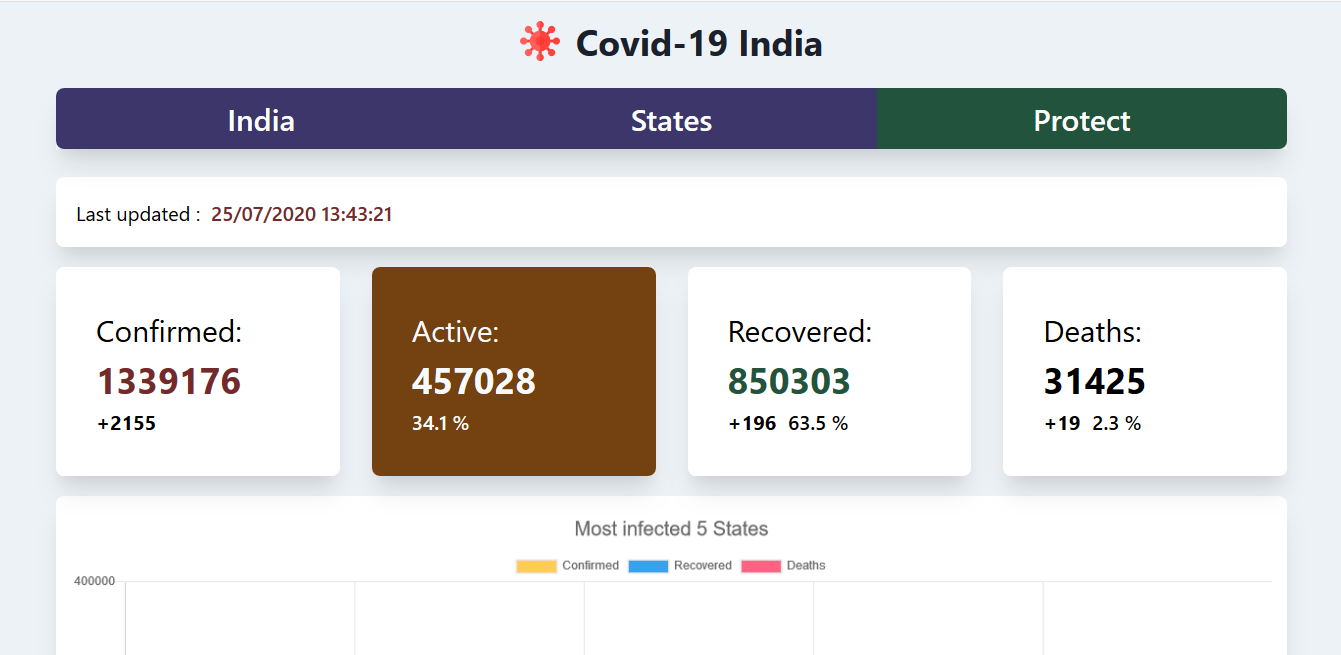 Covid-19 India
India States Protect
Last updated : 25/07/2020 13:43:21
Confirmed:
1339176
+2155
Active:
457028
34.1 %
Recovered:
850303
+196 63.5 %
Deaths:
31425
+19 2.3 %
Most infected 5 States
Confirmed Recovered Deaths
400000